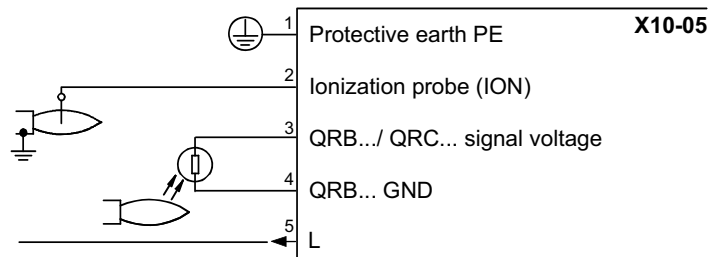 X10-05
1 Protective earth PE
2 Ionization probe (ION)
3 QRB.../ QRC... signal voltage
4 QRB... GND
5 L